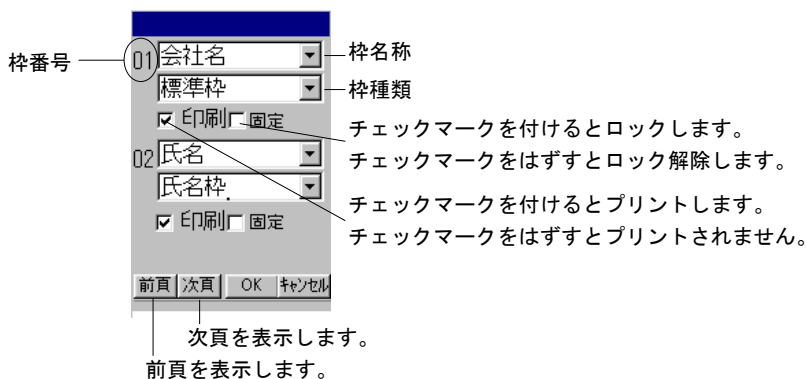 枠番号
01 会社名
枠名称
標準枠
枠種類
印刷 固定
チェックマークを付けるとロックします。
チェックマークをはずすとロック解除します。
02 氏名
氏名枠
印刷 固定
チェックマークを付けるとプリントします。
チェックマークをはずすとプリントされません。
前頁 次頁 OK キャンセル
次頁を表示します。
前頁を表示します。